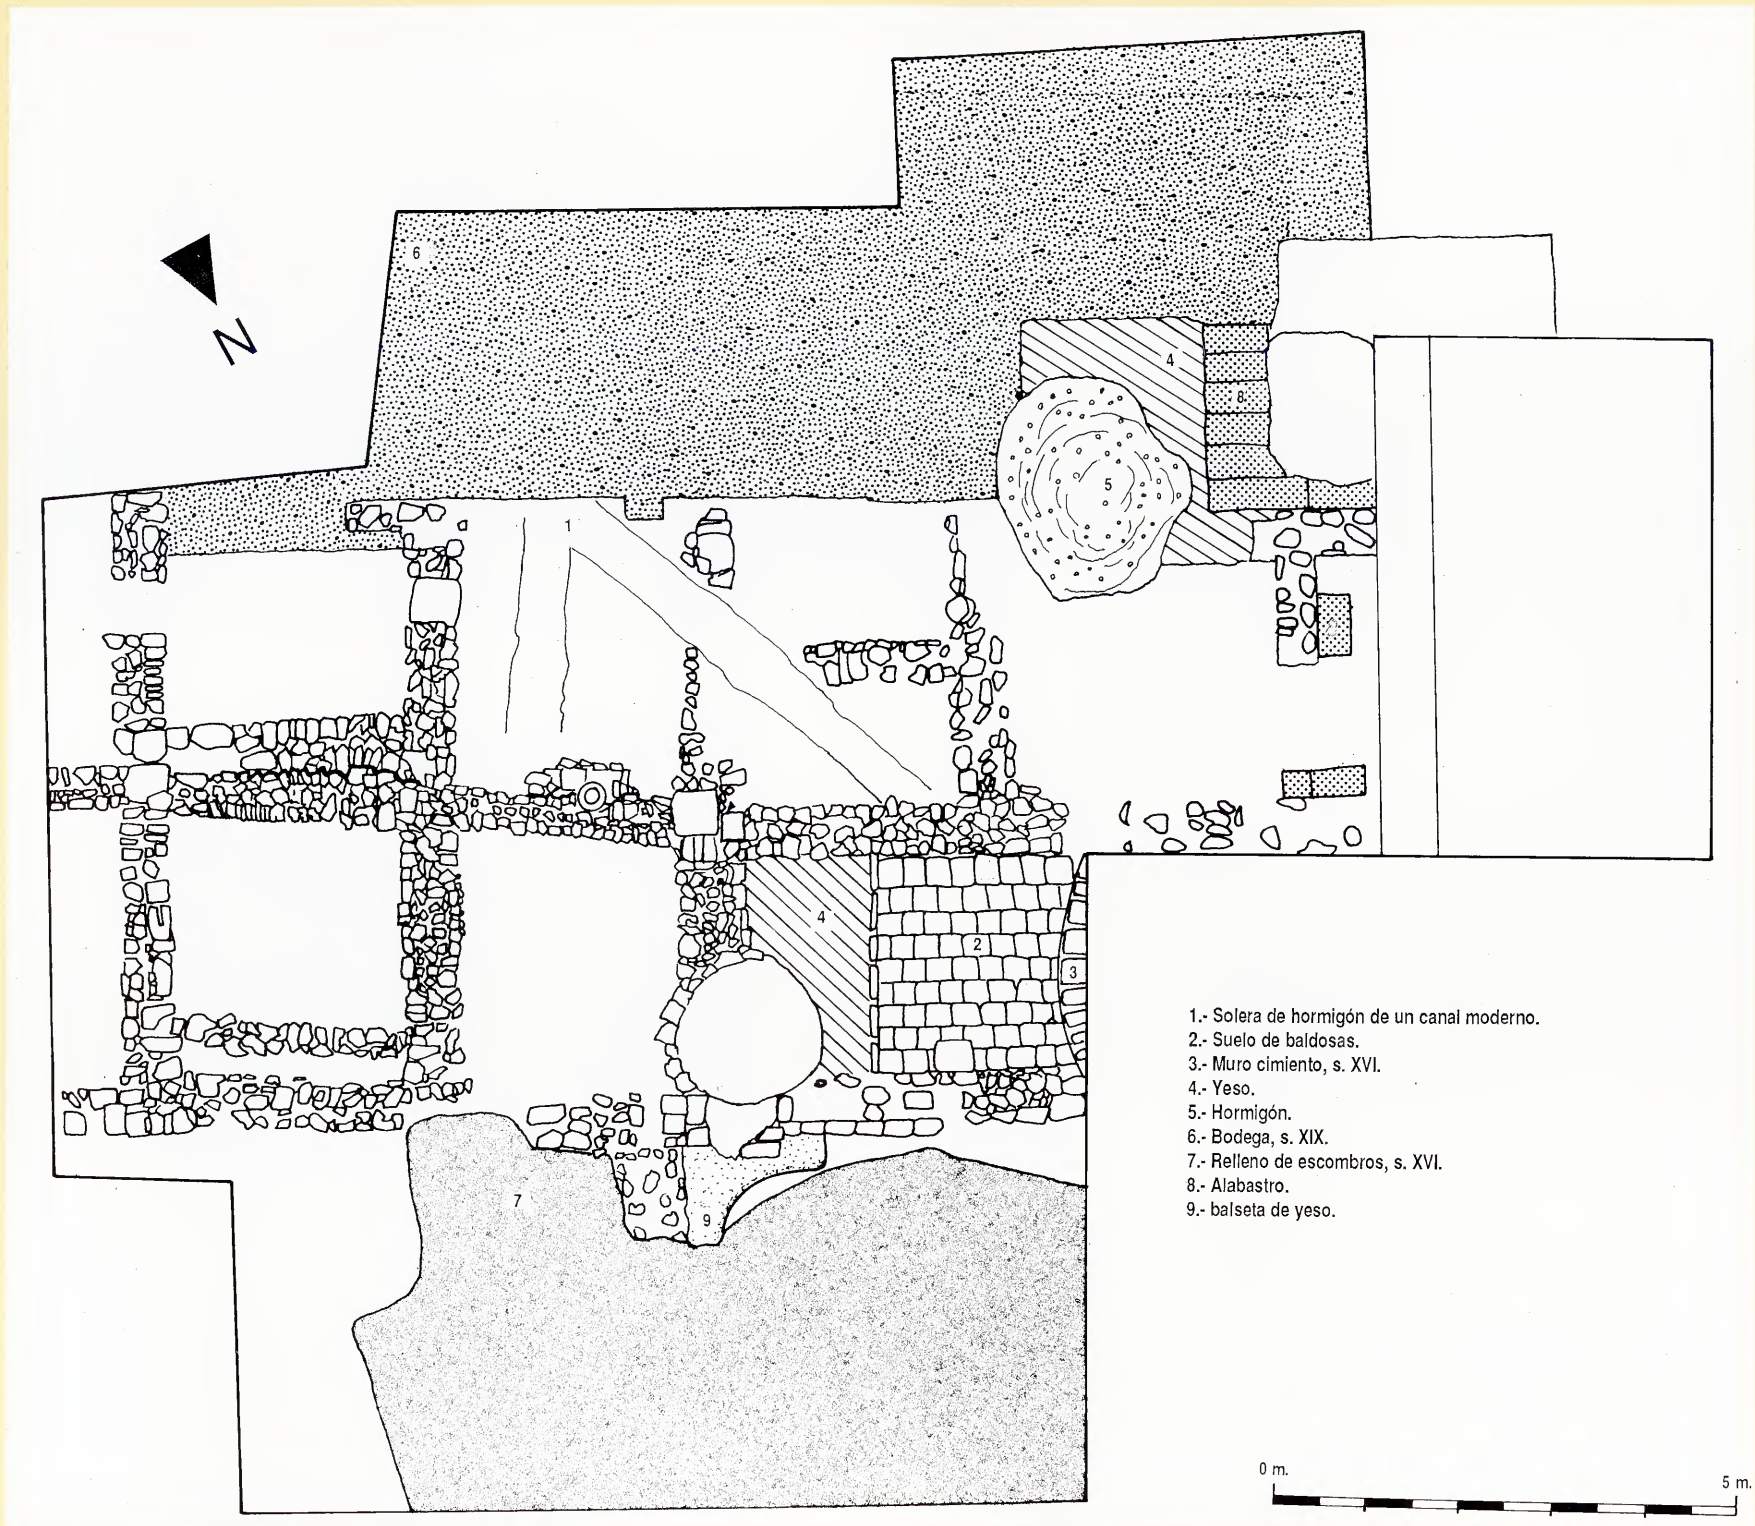 6
N
4
8
1
5
4
2
3
1.- Solera de hormigón de un canal moderno.
2.- Suelo de baldosas.
3.- Muro cimiento, s. XVI.
4.- Yeso.
5.- Hormigón.
6.- Bodega, s. XIX.
7.- Relleno de escombros, s. XVI.
8.- Alabastro.
9.- balseta de yeso.
7
9
0 m.
5 m.